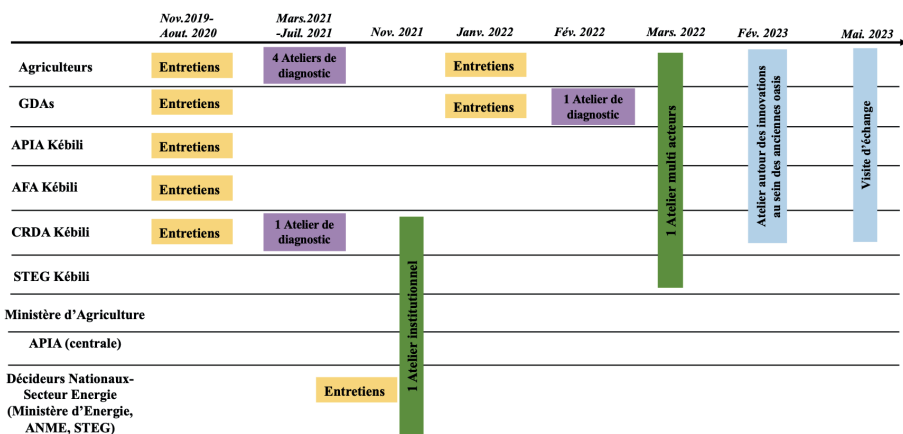 Nov.2019-
Aout. 2020
Mars.2021
-Juil. 2021
Nov. 2021
Janv. 2022
Fév. 2022
Mars. 2022
Fév. 2023
Mai. 2023
Agriculteurs
Entretiens
4 Ateliers de
diagnostic
Entretiens
GDAs
Entretiens
Entretiens
1 Atelier de
diagnostic
APIA Kébili
Entretiens
AFA Kébili
Entretiens
CRDA Kébili
Entretiens
1 Atelier de
diagnostic
STEG Kébili
Ministère d'Agriculture
APIA (centrale)
Décideurs Nationaux-
Secteur Energie
(Ministère d'Energie,
ANME, STEG)
Entretiens
1 Atelier institutionnel
1 Atelier multi acteurs
Atelier autour des innovations
au sein des anciennes oasis
Visite d'échange